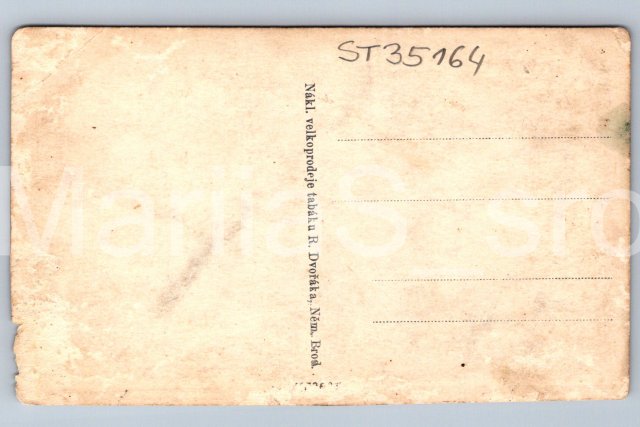 ST35164
Nákl. velkoprodeje tabáku R. Dvořáka, Něm. Brod.